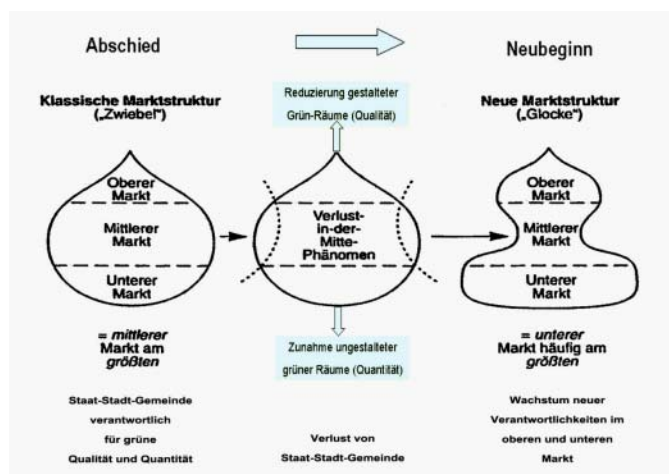 Abschied
Neubeginn
Klassische Marktstruktur
(„Zwiebel“)
Oberer
Markt
Mittlerer
Markt
Unterer
Markt
= mittlerer
Markt am
größten
Staat-Stadt-Gemeinde
verantwortlich
für grüne
Qualität und Quantität
Reduzierung gestalteter
Grün-Räume (Qualität)
Verlust-
in-der
Mitte-
Phänomen
Zunahme ungestalteter
grüner Räume (Quantität)
Verlust von
Staat-Stadt-Gemeinde
Neue Marktstruktur
(„Glocke“)
Oberer
Markt
Mittlerer
Markt
Unterer
Markt
= unterer
Markt häufig am
größten
Wachstum neuer
Verantwortlichkeiten im
oberen und unteren
Markt